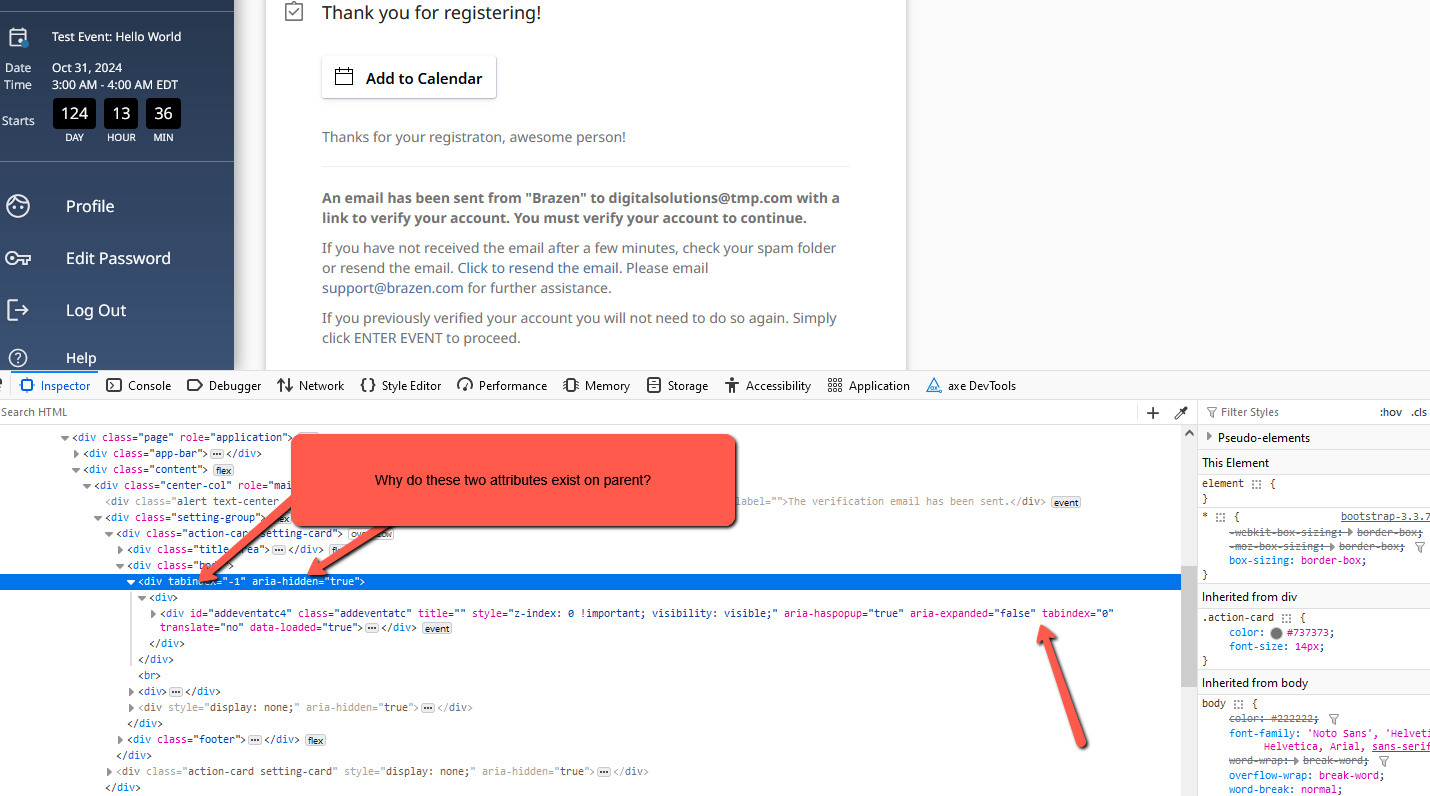 Thank you for registering!
Test Event: Hello World
Date Oct 31, 2024
Time 3:00 AM - 4:00 AM EDT
Starts 124 13 36
DAY HOUR MIN
Add to Calendar
Thanks for your registraton, awesome person!
Profile
Edit Password
Log Out
Help
An email has been sent from "Brazen" to digitalsolutions@tmp.com with a
link to verify your account. You must verify your account to continue.
If you have not received the email after a few minutes, check your spam folder
or resend the email. Click to resend the email. Please email
support@brazen.com for further assistance.
If you previously verified your account you will not need to do so again. Simply
click ENTER EVENT to proceed.
Inspector Console Debugger Network Style Editor Performance Memory Storage Accessibility Application axe DevTools
Search HTML
<div class="page" role="application">
<div class="app-bar"> </div>
<div class="content"> flex
<div class="center-col" role="mai
<div class="alert text-center label="">The verification email has been sent.</div> event
<div class="setting-group">
<div class="action-card setting-card">
<div class="title-area"> </div>
<div class="body">
<div tabindex="-1" aria-hidden="true">
<div>
<div id="addeventatc4" class="addeventatc" title="" style="z-index: 0 !important; visibility: visible;" aria-haspopup="true" aria-expanded="false" tabindex="0"
translate="no" data-loaded="true"> </div> event
</div>
</div>
<br>
<div> </div>
<div style="display: none;" aria-hidden="true"> </div>
</div>
<div class="footer"> </div> flex
</div>
<div class="action-card setting-card" style="display: none;" aria-hidden="true"> </div>
</div>
Why do these two attributes exist on parent?
Filter Styles :hov .cls
Pseudo-elements
This Element
element {
}
* { bootstrap-3.3.7
-webkit-box-sizing: border-box;
-moz-box-sizing: border-box;
box-sizing: border-box;
}
Inherited from div
.action-card {
color: #737373;
font-size: 14px;
}
Inherited from body
body {
color: #222222;
font-family: 'Noto Sans', 'Helveti
Helvetica, Arial, sans-serif
word-wrap: break-word;
overflow-wrap: break-word;
word-break: normal;